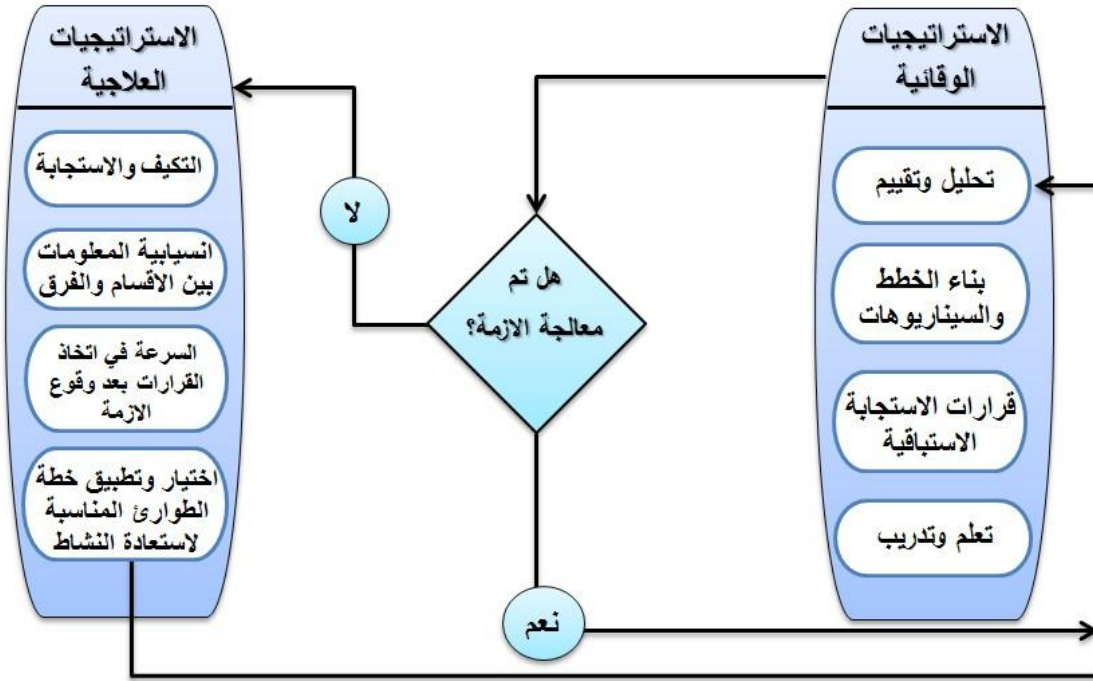 الاستراتيجيات
الوقائية
تحليل وتقييم
بناء الخطط
والسيناريوهات
قرارات الاستجابة
الاستباقية
تعلم وتدريب
هل تم
معالجة الازمة؟
لا
نعم
الاستراتيجيات
العلاجية
التكيف والاستجابة
انسيابية المعلومات
بين الاقسام والفرق
السرعة في اتخاذ
القرارات بعد وقوع
الازمة
اختيار وتطبيق خطة
الطوارئ المناسبة
لاستعادة النشاط